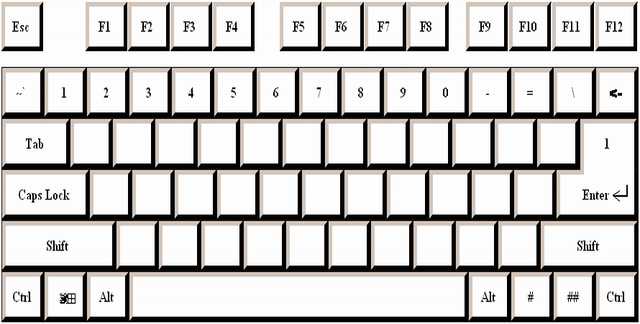 Esc F1 F2 F3 F4 F5 F6 F7 F8 F9 F10 F11 F12
~` 1 2 3 4 5 6 7 8 9 0 - = \ <-
Tab 1
Caps Lock Enter
Shift Shift
Ctrl Alt Alt # ## Ctrl